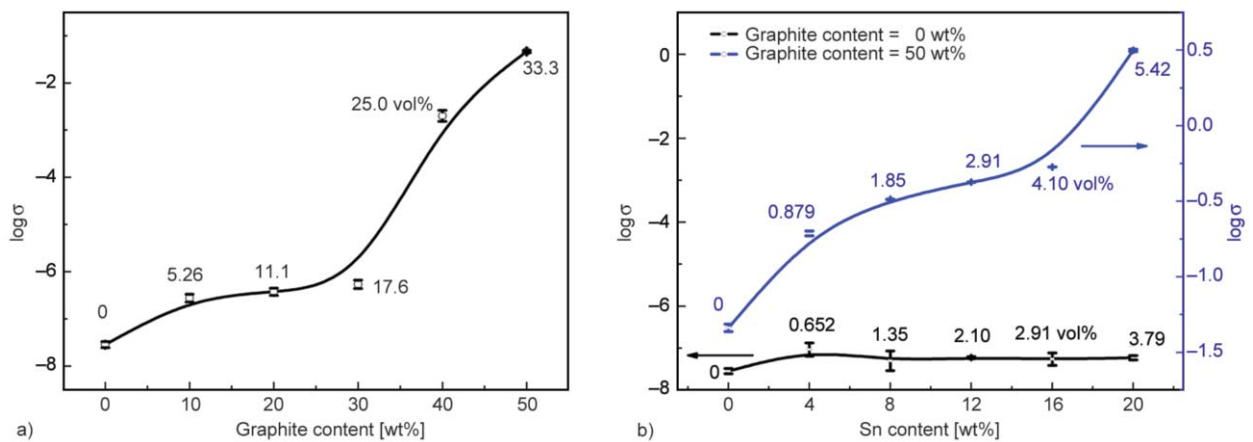 33.3
−2
25.0 vol%
−4
logσ
5.26
11.1
−6
17.6
0
−8
0 10 20 30 40 50
a) Graphite content [wt%]
Graphite content = 0 wt%
Graphite content = 50 wt%
0
0.5
5.42
−2
0.0
2.91
1.85
4.10 vol%
0.879
−4
−0.5
logσ
logσ
−1.0
−6
0
0.652
1.35
2.10
2.91 vol%
3.79
−1.5
0
−8
0 4 8 12 16 20
b) Sn content [wt%]